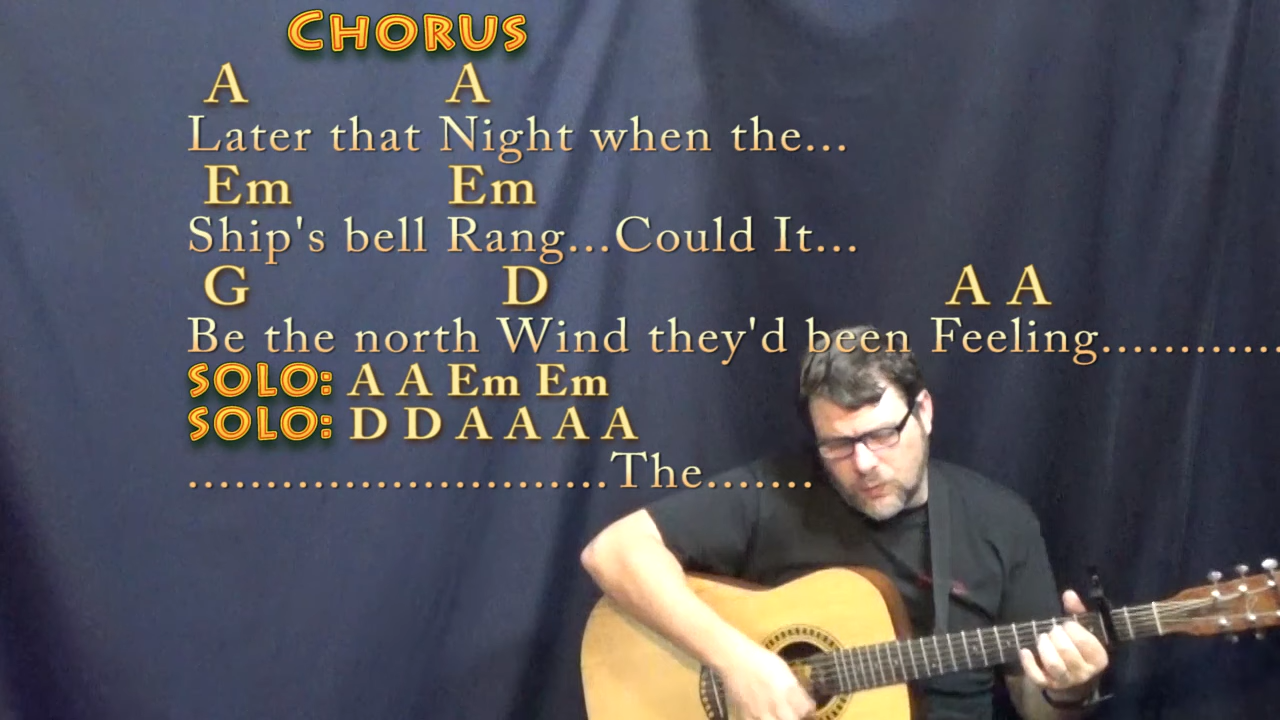 CHORUS
A A
Later that Night when the...
Em Em
Ship's bell Rang...Could It...
G D A A
Be the north Wind they'd been Feeling............
SOLO: A A Em Em
SOLO: D D A A A A
...........................The.......